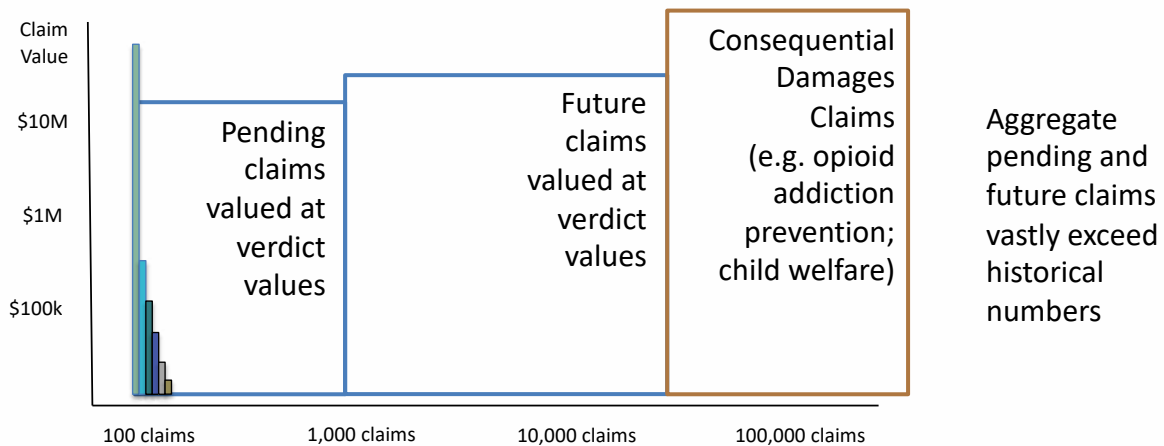 Claim
Value
$10M
$1M
$100k
Pending
claims
valued at
verdict
values
Future
claims
valued at
verdict
values
Consequential
Damages
Claims
(e.g. opioid
addiction
prevention;
child welfare)
Aggregate
pending and
future claims
vastly exceed
historical
numbers
100 claims
1,000 claims
10,000 claims
100,000 claims